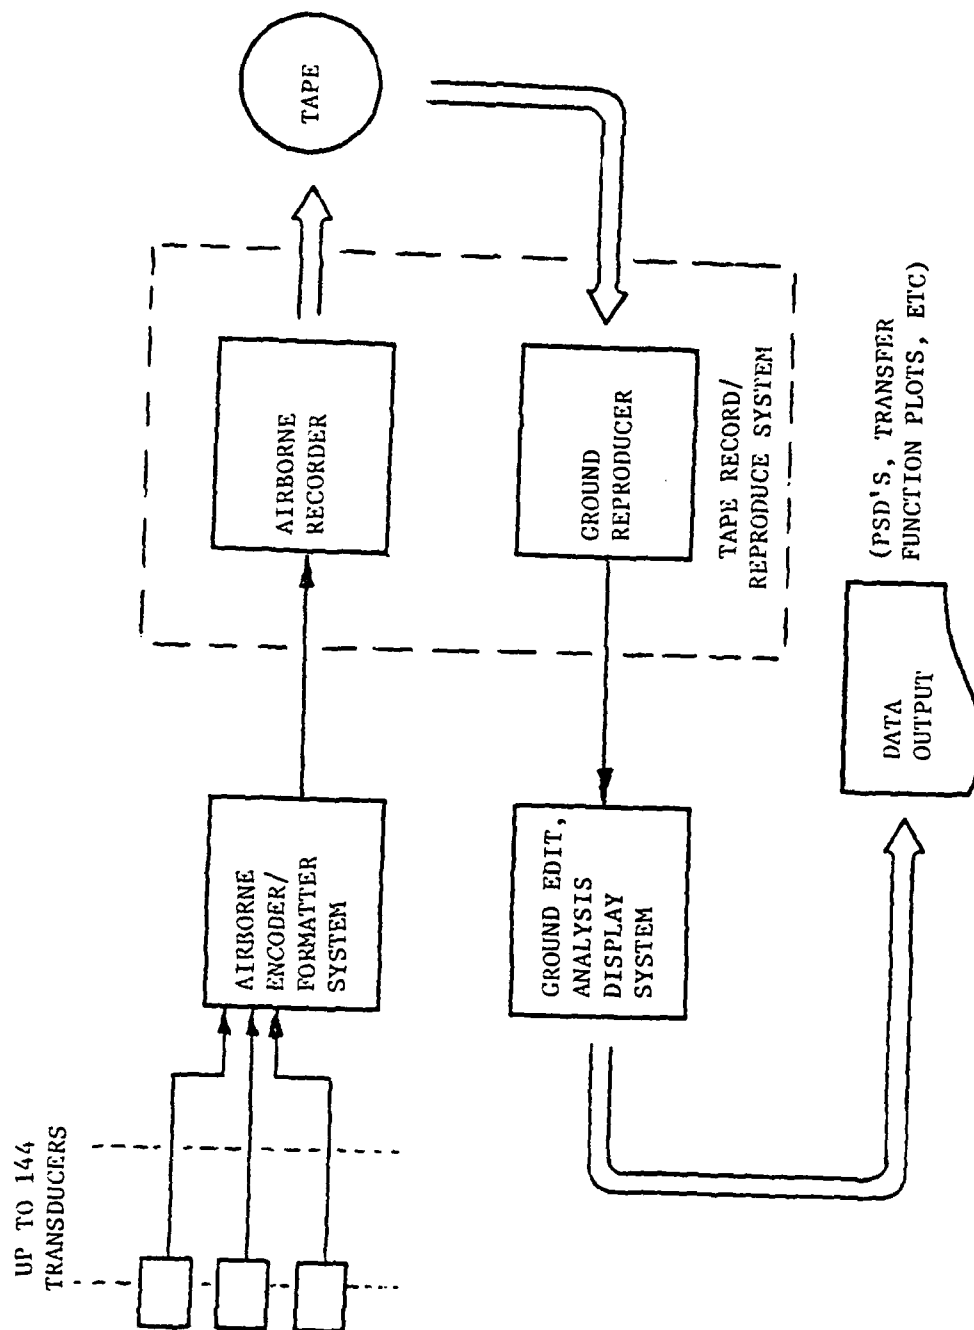 UP TO 144
TRANSDUCERS
AIRBORNE
ENCODER/
FORMATTER
SYSTEM
AIRBORNE
RECORDER
TAPE
GROUND EDIT,
ANALYSIS
DISPLAY
SYSTEM
GROUND
REPRODUCER
TAPE RECORD/
REPRODUCE SYSTEM
DATA
OUTPUT
(PSD'S, TRANSFER
FUNCTION PLOTS, ETC)